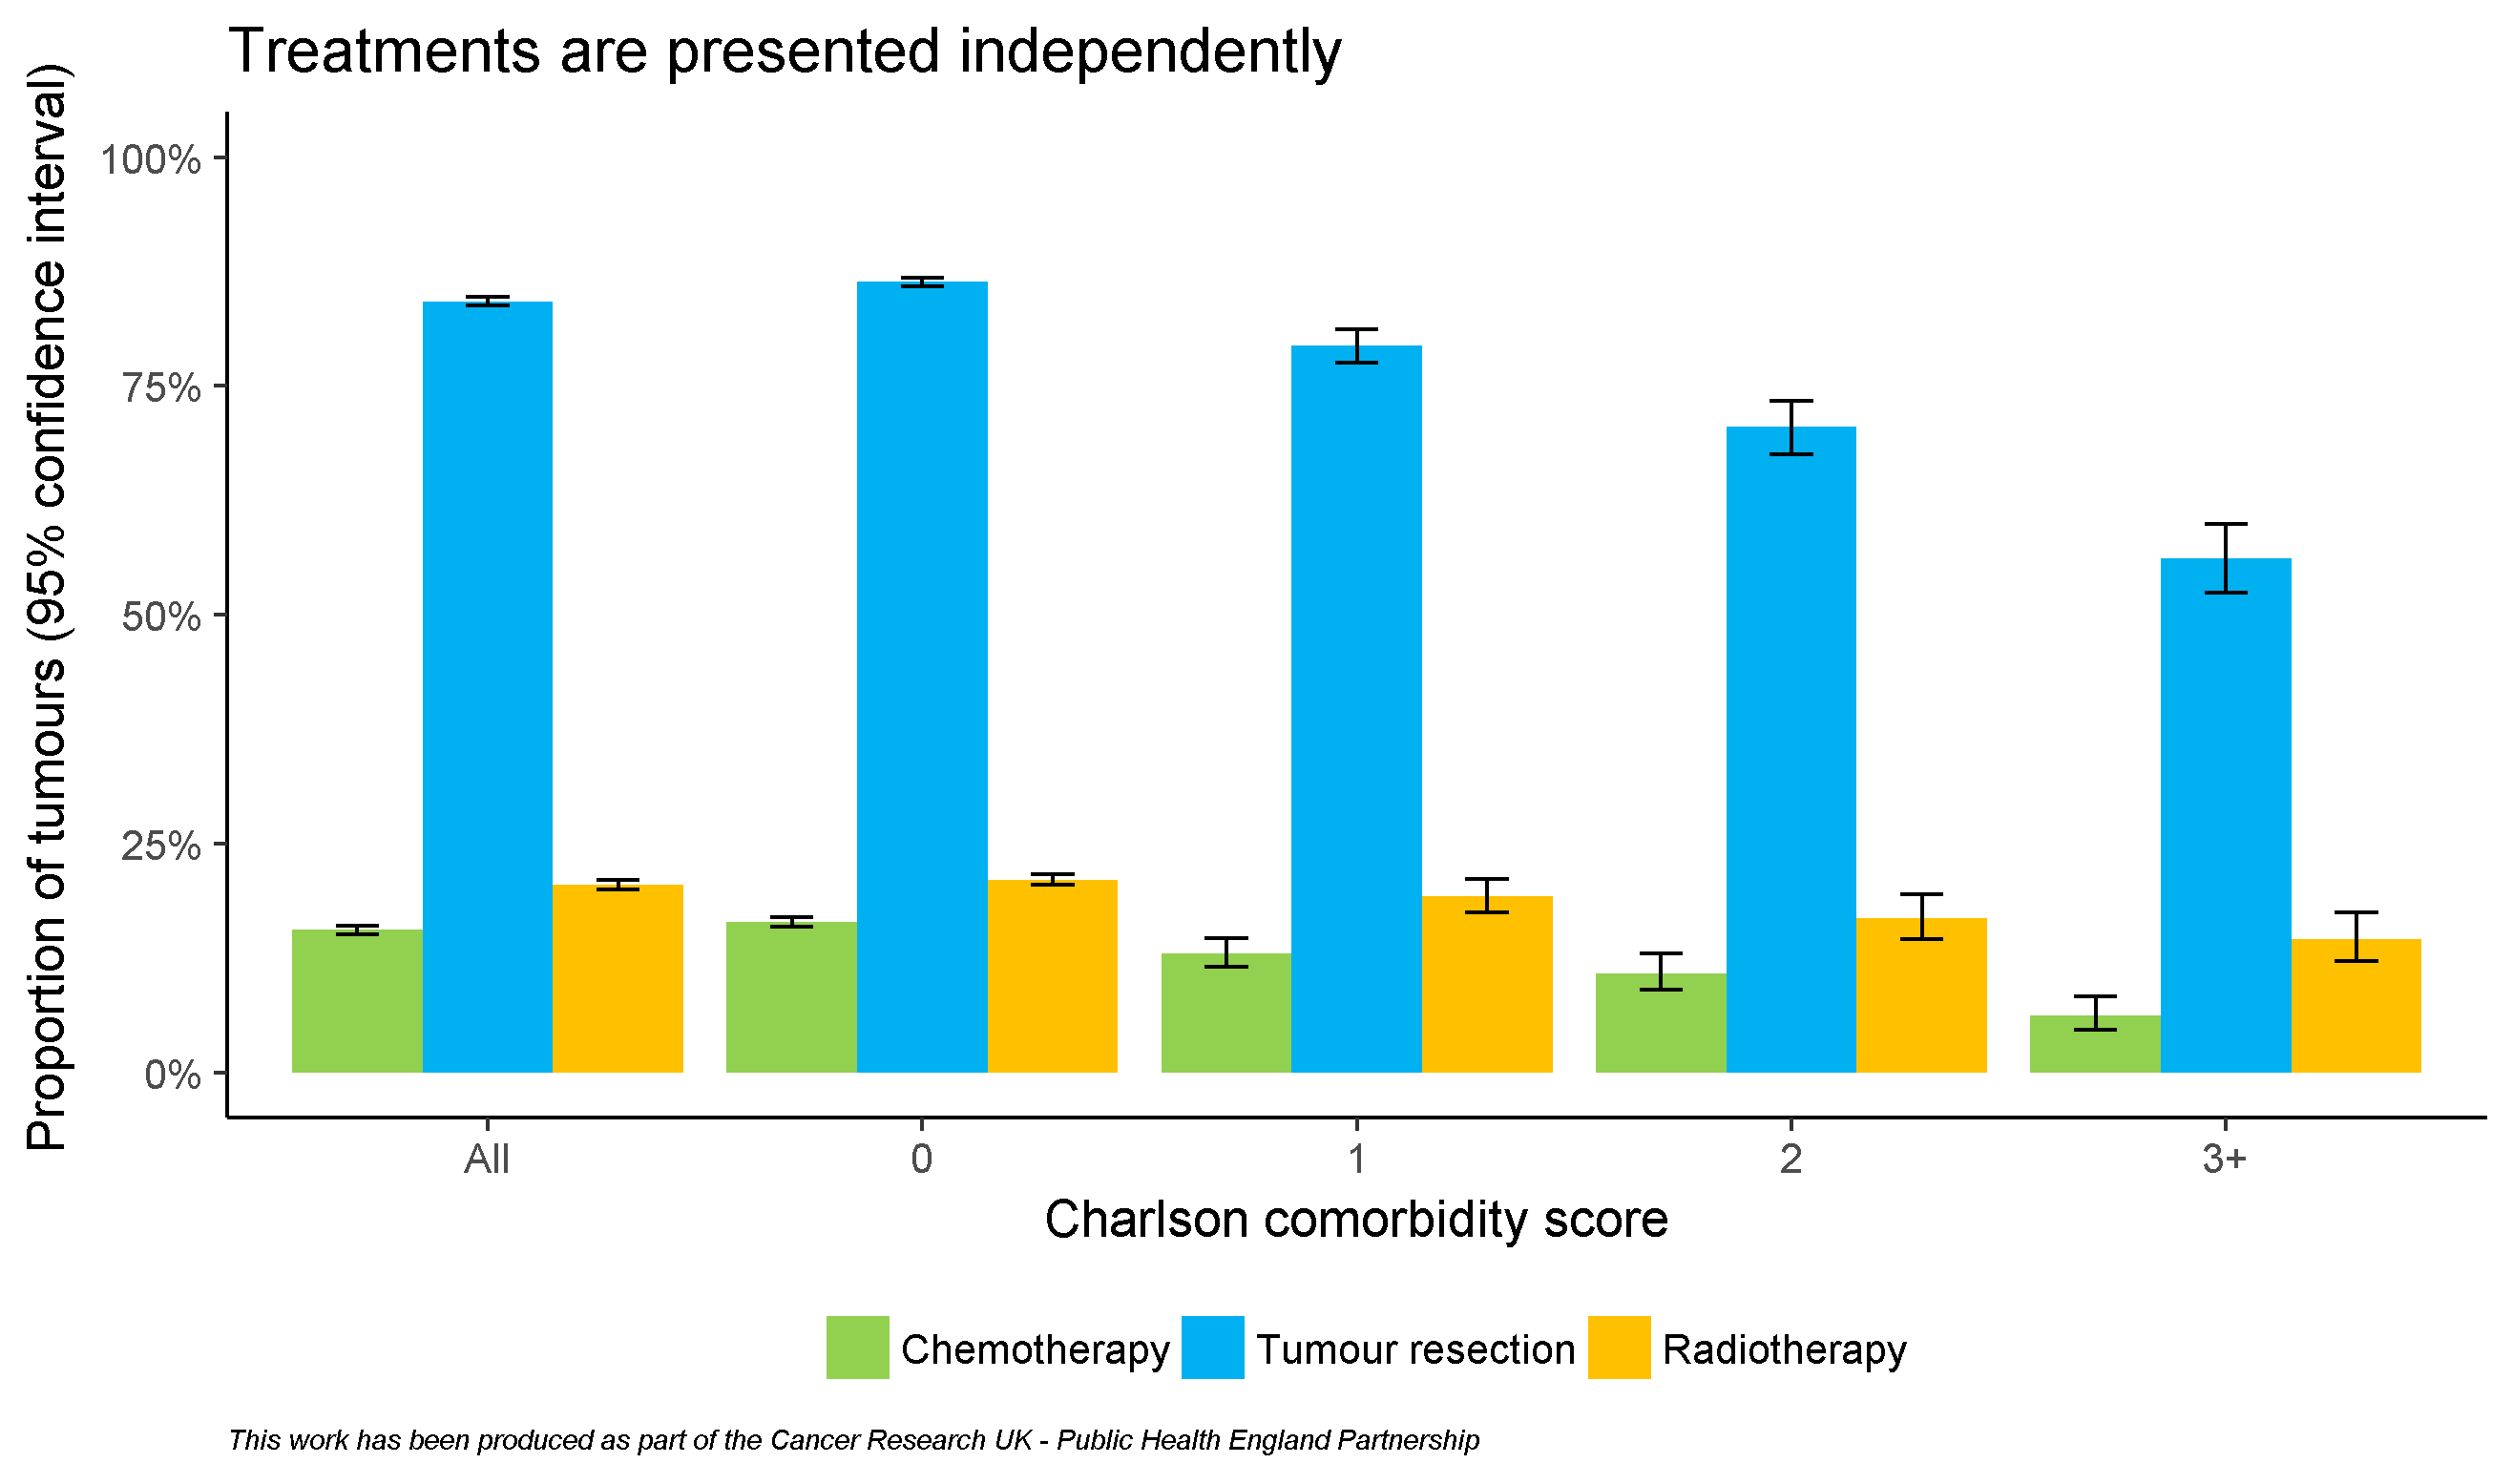 Treatments are presented independently
Proportion of tumours (95% confidence interval)
100%
75%
50%
25%
0%
All
0
1
2
3+
Charlson comorbidity score
Chemotherapy
Tumour resection
Radiotherapy
This work has been produced as part of the Cancer Research UK - Public Health England Partnership